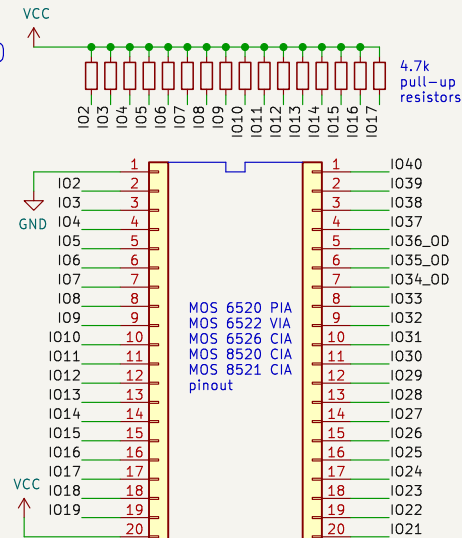 VCC
4.7k
pull-up
resistors
IO2 IO3 IO4 IO5 IO6 IO7 IO8 IO9 IO10 IO11 IO12 IO13 IO14 IO15 IO16 IO17
1 1 IO40
IO2 2 2 IO39
IO3 3 3 IO38
GND IO4 4 4 IO37
IO5 5 5 IO36_OD
IO6 6 6 IO35_OD
IO7 7 7 IO34_OD
IO8 8 8 IO33
IO9 9 9 IO32
IO10 10 10 IO31
IO11 11 11 IO30
IO12 12 12 IO29
IO13 13 13 IO28
IO14 14 14 IO27
IO15 15 15 IO26
IO16 16 16 IO25
IO17 17 17 IO24
VCC IO18 18 18 IO23
IO19 19 19 IO22
20 20 IO21
MOS 6520 PIA
MOS 6522 VIA
MOS 6526 CIA
MOS 8520 CIA
MOS 8521 CIA
pinout